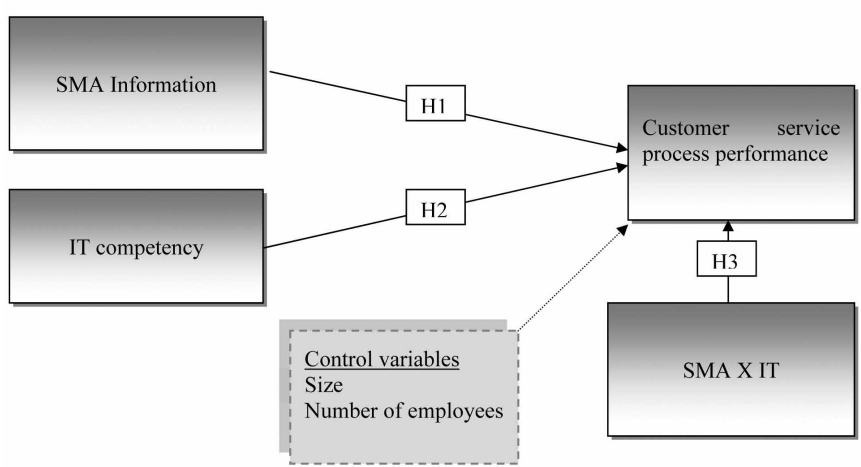 SMA Information
H1
Customer service
process performance
IT competency
H2
H3
Control variables
Size
Number of employees
SMA X IT